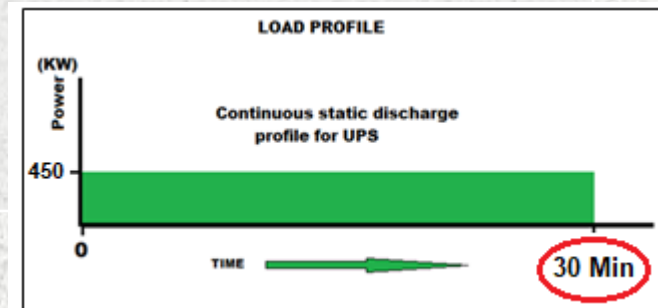 LOAD PROFILE
(KW)
Power
Continuous static discharge
profile for UPS
450
0
TIME
30 Min